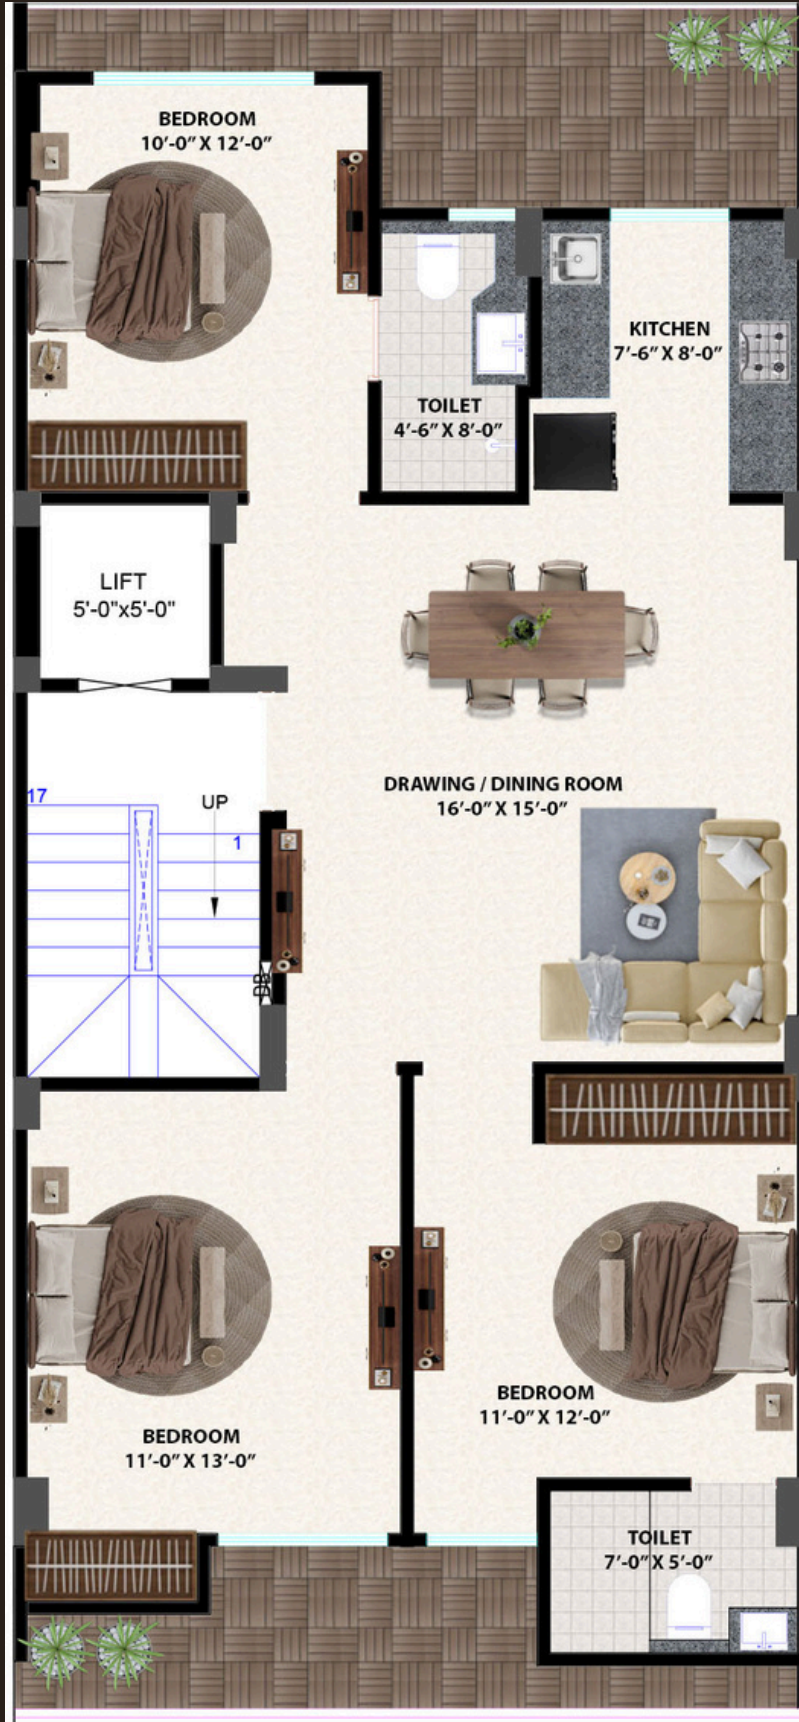 BEDROOM
10'-0" X 12'-0"
KITCHEN
7'-6" X 8'-0"
TOILET
4'-6" X 8'-0"
LIFT
5'-0"x5'-0"
DRAWING / DINING ROOM
16'-0" X 15'-0"
17
UP
1
DB
BEDROOM
11'-0" X 12'-0"
BEDROOM
11'-0" X 13'-0"
TOILET
7'-0" X 5'-0"